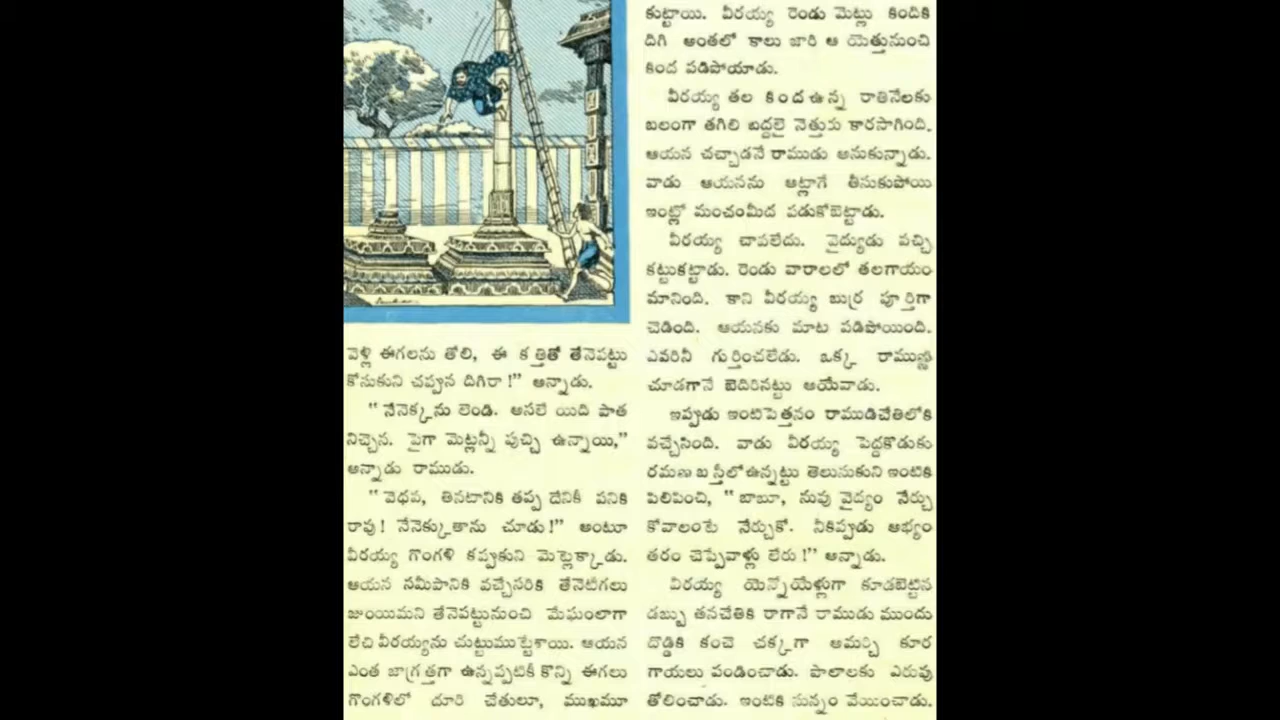 వెళ్లి ఈగలను తోలి, ఈ కత్తితో తేనెపట్టు
కోసుకుని చప్పన దిగిరా !” అన్నాడు.
“ నేనెక్కను లెండి. అసలే యిది పాత
నిచ్చెన. పైగా మెట్లన్నీ పుచ్చి ఉన్నాయి,”
అన్నాడు రాముడు.
“ వెధవ, తినటానికి తప్ప దేనికీ పనికి
రావు ! నేనెక్కుతాను చూడు !” అంటూ
వీరయ్య గొంగళి కప్పుకుని మెట్లెక్కాడు.
ఆయన సమీపానికి వచ్చేసరికి తేనెటీగలు
జుంయిమని తేనెపట్టునుంచి మేఘంలాగా
లేచి వీరయ్యను చుట్టుముట్టేశాయి. ఆయన
ఎంత జాగ్రత్తగా ఉన్నప్పటికీ కొన్ని ఈగలు
గొంగళిలో దూరి చేతులూ, ముఖమూ
కుట్టాయి. వీరయ్య రెండు మెట్లు కిందికి
దిగి అంతలో కాలు జారి ఆ యెత్తునుంచి
కింద పడిపోయాడు.
వీరయ్య తల కింద ఉన్న రాతినేలకు
బలంగా తగిలి బద్దలై నెత్తురు కారసాగింది.
ఆయన చచ్చాడనే రాముడు అనుకున్నాడు.
వాడు ఆయనను అట్లాగే తీసుకుపోయి
ఇంట్లో మంచంమీద పడుకోబెట్టాడు.
వీరయ్య చావలేదు. వైద్యుడు వచ్చి
కట్టుకట్టాడు. రెండు వారాలలో తలగాయం
మానింది. కాని వీరయ్య బుర్ర పూర్తిగా
చెడింది. ఆయనకు మాట పడిపోయింది.
ఎవరినీ గుర్తించలేడు. ఒక్క రాముణ్ణి
చూడగానే బెదిరినట్టు అయేవాడు.
ఇప్పుడు ఇంటిపెత్తనం రాముడిచేతిలోకి
వచ్చేసింది. వాడు వీరయ్య పెద్దకొడుకు
రమణ బస్తీలో ఉన్నట్టు తెలుసుకుని ఇంటికి
పిలిపించి, “ బాబూ, నువు వైద్యం నేర్చు
కోవాలంటే నేర్చుకో. నీకిప్పుడు అభ్యం
తరం చెప్పేవాళ్లు లేరు !” అన్నాడు.
వీరయ్య యెన్నోయేళ్లుగా కూడబెట్టిన
డబ్బు తనచేతికి రాగానే రాముడు ముందు
దొడ్డికి కంచె చక్కగా అమర్చి కూర
గాయలు పండించాడు. పొలాలకు ఎరువు
తోలించాడు. ఇంటికి సున్నం వేయించాడు.